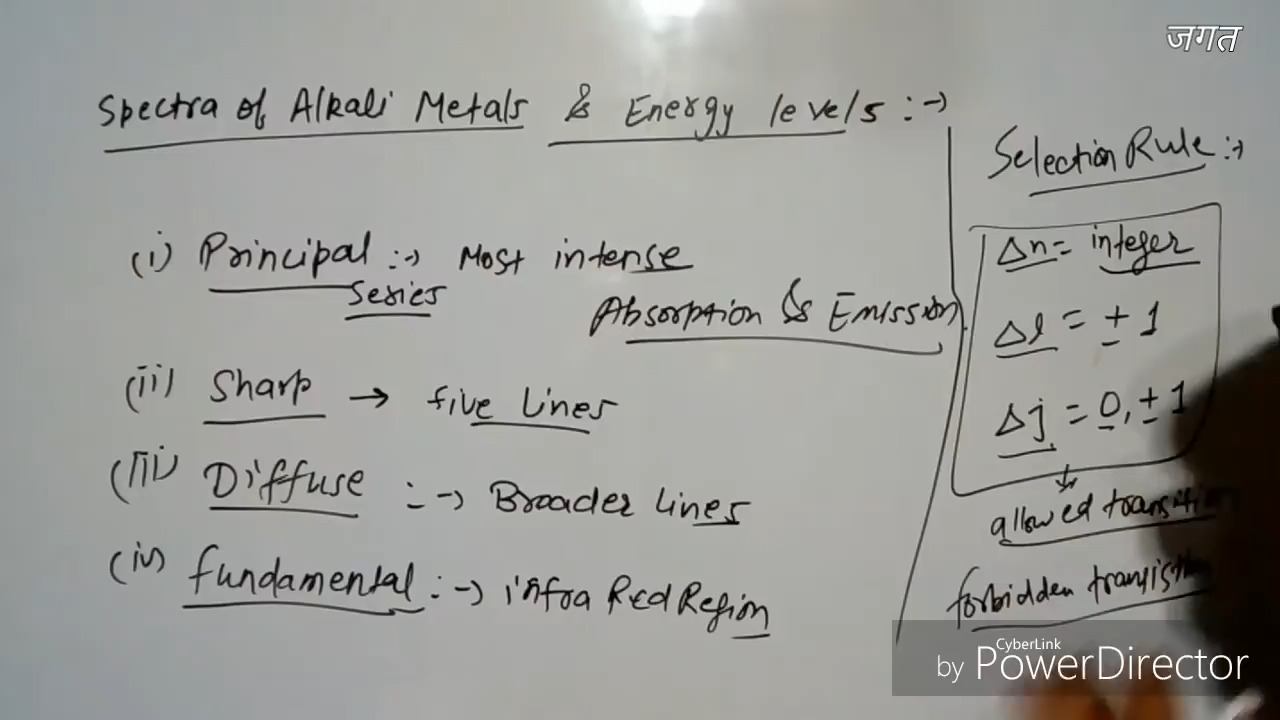 जगत
Spectra of Alkali Metals & Energy levels :→
(i) Principal :→ Most intense
Series
Absorption & Emission
(ii) Sharp → five lines
(iii) Diffuse :→ Broader lines
(iv) fundamental :→ infra Red Region
Selection Rule :→
Δn = integer
Δl = ± 1
Δj = 0, ± 1
allowed
forbidden
CyberLink
by PowerDirector